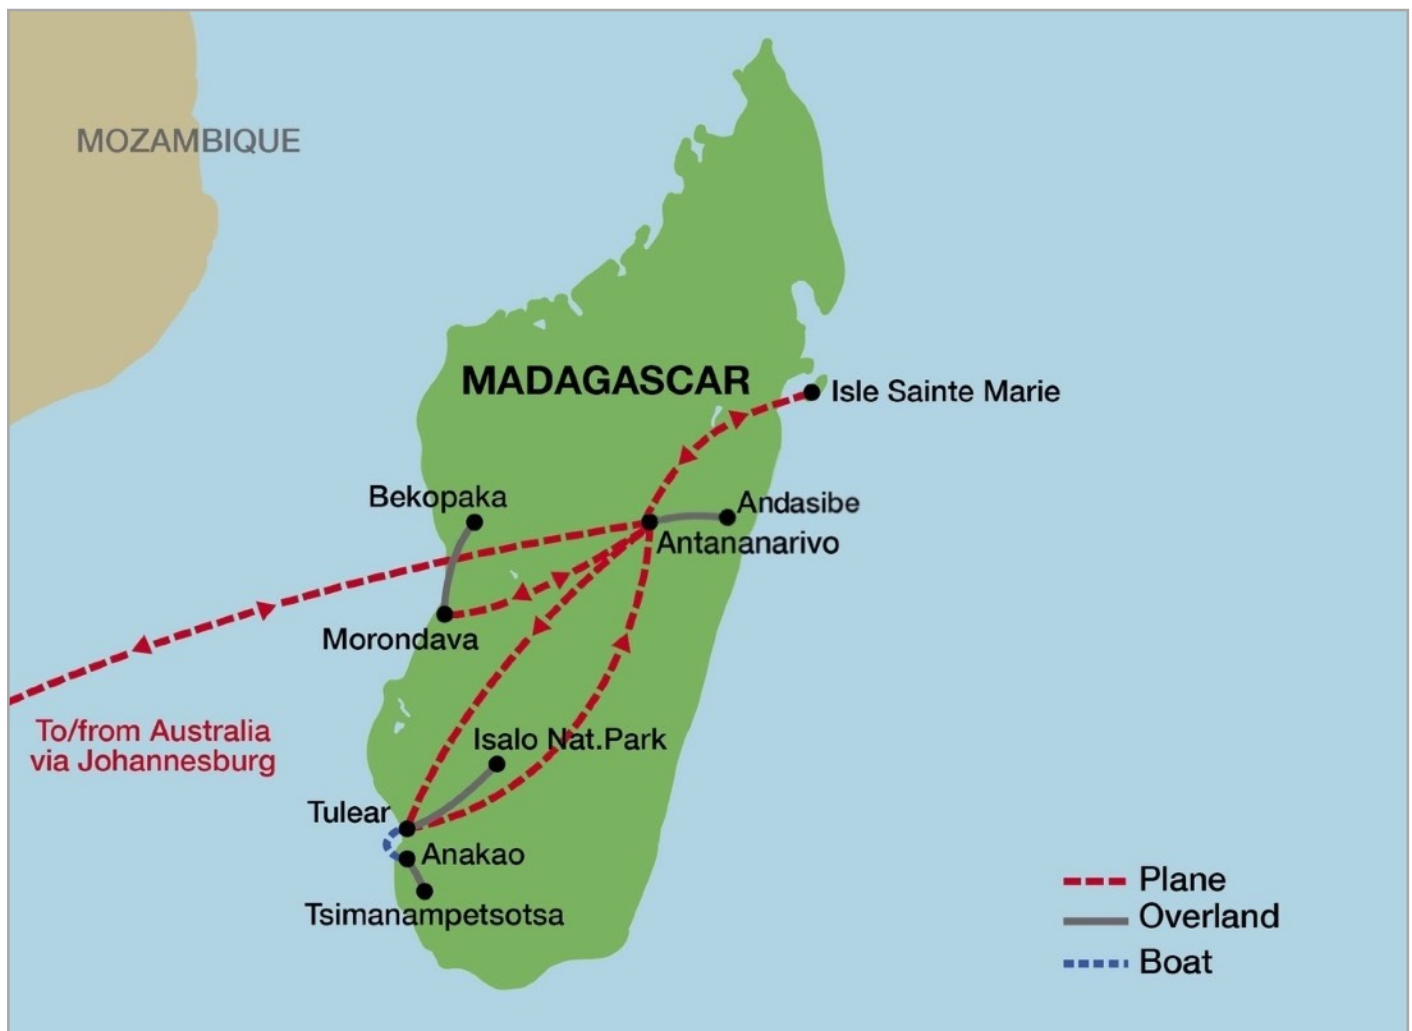 MOZAMBIQUE
MADAGASCAR
Isle Sainte Marie
Bekopaka
Andasibe
Antananarivo
Morondava
To/from Australia
via Johannesburg
Isalo Nat.Park
Tulear
Anakao
Tsimanampetsotsa
Plane
Overland
Boat